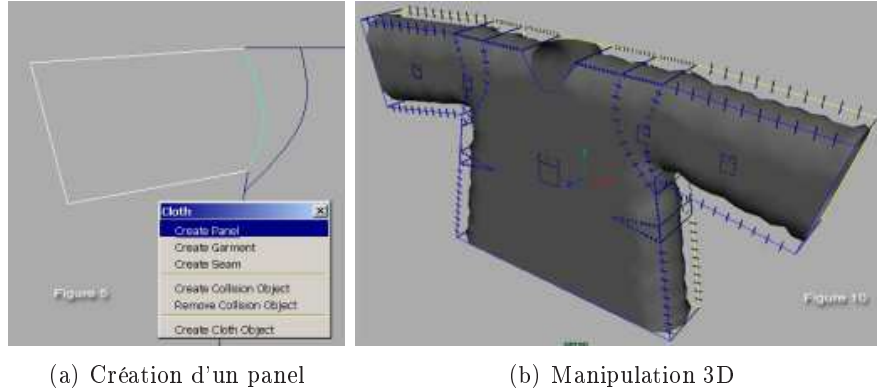 Cloth
Create Panel
Create Garment
Create Seam
Create Collision Object
Remove Collision Object
Create Cloth Object
Figure 5
Figure 10
(a) Création d'un panel
(b) Manipulation 3D